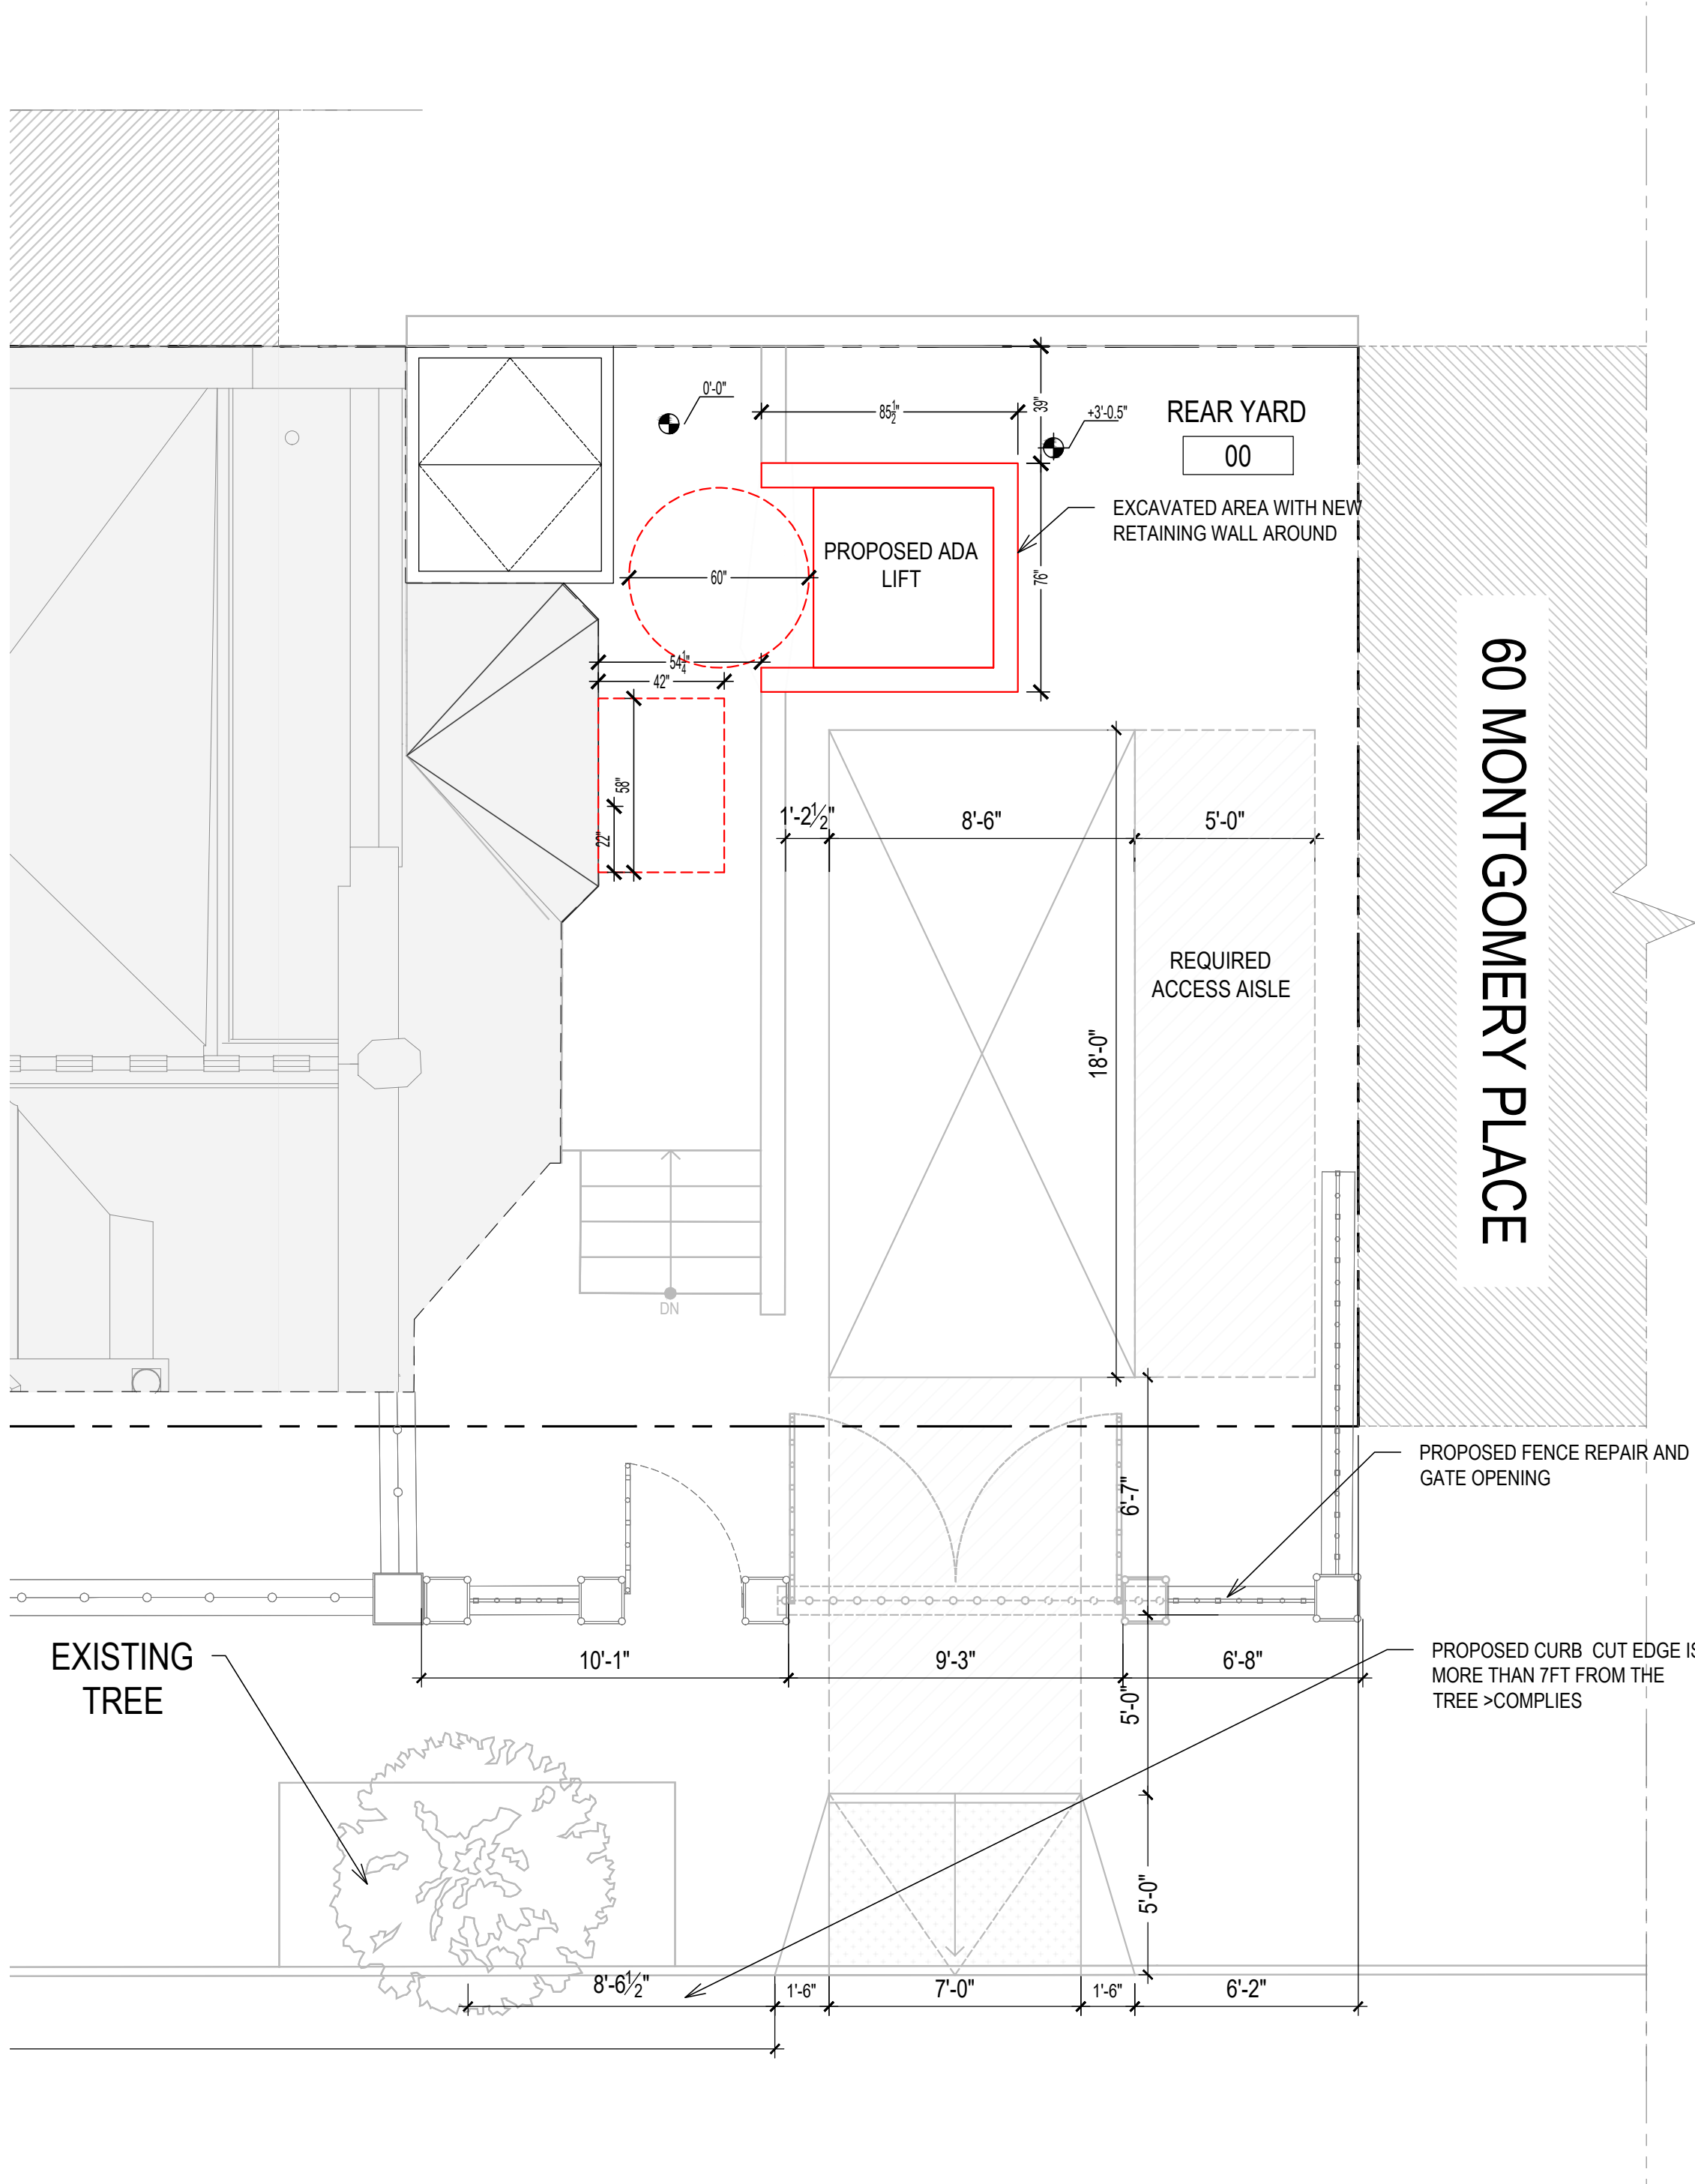 0'-0"
85½"
39"
+3'-0.5"
REAR YARD
00
EXCAVATED AREA WITH NEW
RETAINING WALL AROUND
PROPOSED ADA
LIFT
60"
76"
54¼"
42"
58"
22"
1'-2½"
8'-6"
5'-0"
60 MONTGOMERY PLACE
REQUIRED
ACCESS AISLE
18'-0"
DN
PROPOSED FENCE REPAIR AND
GATE OPENING
6'-7"
EXISTING
TREE
10'-1"
9'-3"
6'-8"
PROPOSED CURB CUT EDGE IS
MORE THAN 7FT FROM THE
TREE >COMPLIES
5'-0"
5'-0"
8'-6½"
1'-6"
7'-0"
1'-6"
6'-2"